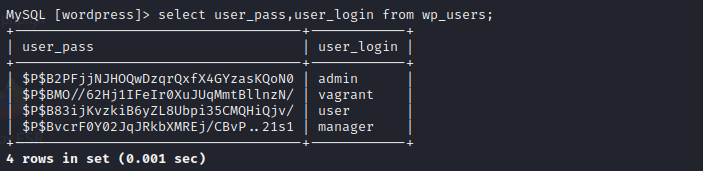 MySQL [wordpress]> select user_pass,user_login from wp_users;
+------------------------------------+------------+
| user_pass                          | user_login |
+------------------------------------+------------+
| $P$B2PFjjNJHOQwDzqrQxfX4GYzasKQoN0 | admin      |
| $P$BMO//62Hj1IFeIr0XuJUqMmtBllnzN/ | vagrant    |
| $P$B83ijKvzkiB6yZL8Ubpi35CMQHiQjv/ | user       |
| $P$BvcrF0Y02JqJRkbXMREj/CBvP..21s1 | manager    |
+------------------------------------+------------+
4 rows in set (0.001 sec)